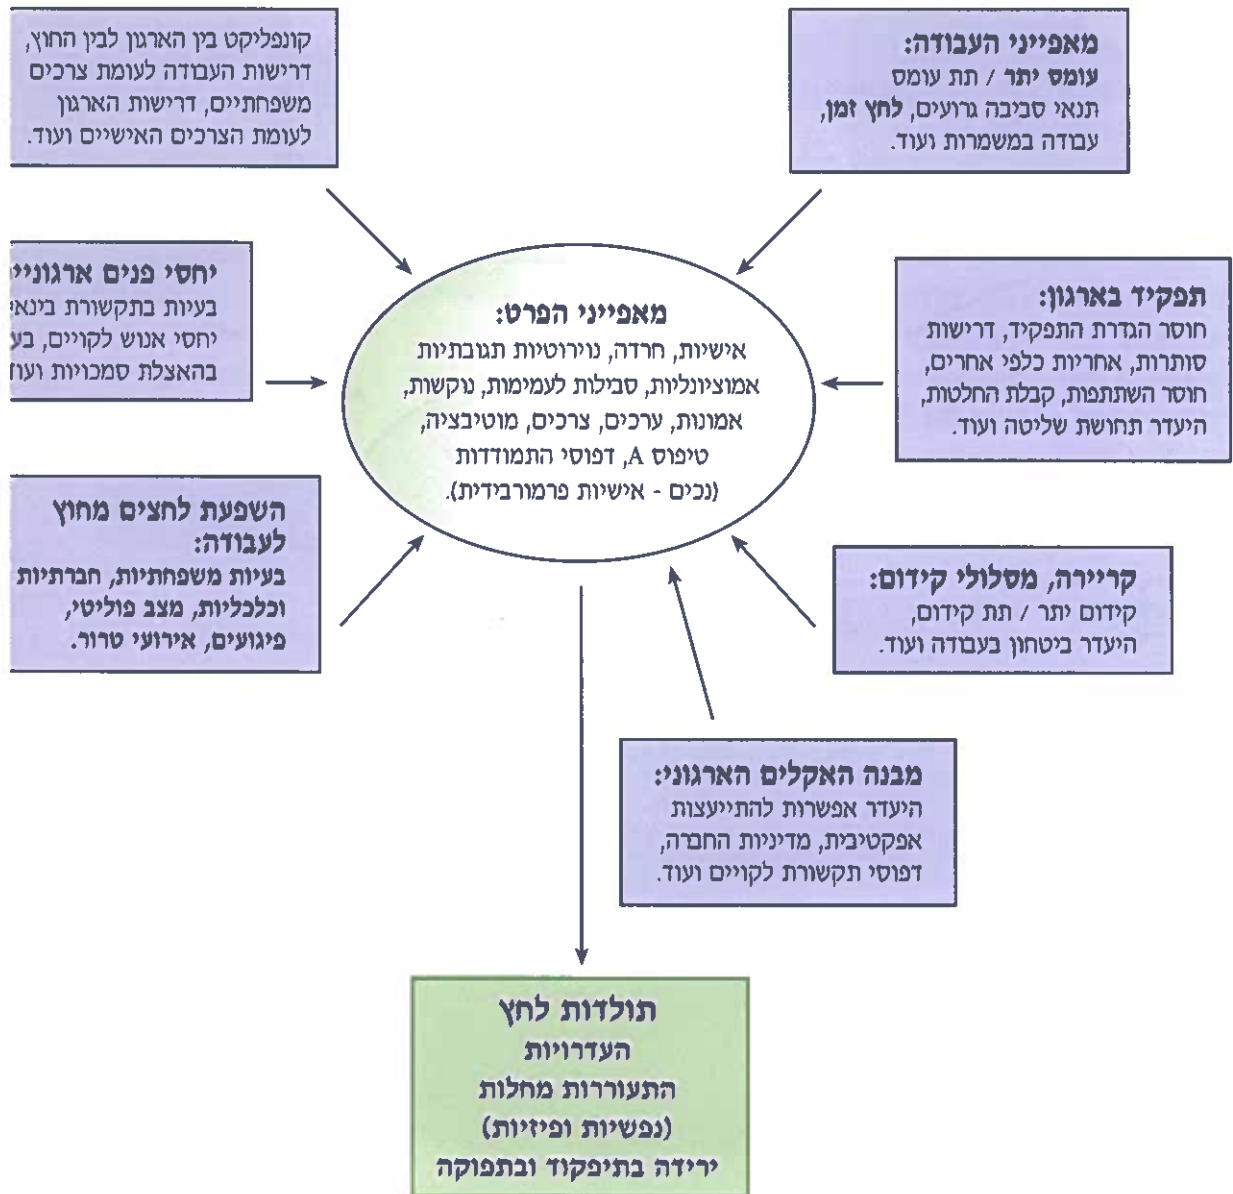 מאפייני העבודה:
עומס יתר / תת עומס
תנאי סביבה גרועים, לחץ זמן,
עבודה במשמרות ועוד.
קונפליקט בין הארגון לבין החוץ,
דרישות העבודה לעומת צרכים
משפחתיים, דרישות הארגון
לעומת הצרכים האישיים ועוד.
תפקיד בארגון:
חוסר הגדרת התפקיד, דרישות
סותרות, אחריות כלפי אחרים,
חוסר השתתפות, קבלת החלטות,
היעדר תחושת שליטה ועוד.
מאפייני הפרט:
אישיות, חרדה, נוירוטיות תגובתיות
אמוציונליות, סבילות לעמימות, נוקשות,
אמונות, ערכים, צרכים, מוטיבציה,
טיפוס A, דפוסי התמודדות
(נכים - אישיות פרמורבידית).
יחסי פנים
בעיות בתקשורת
יחסי אנוש לקויים,
בהאצלת סמכויות
קריירה, מסלולי קידום:
קידום יתר / תת קידום,
היעדר ביטחון בעבודה ועוד.
השפעת לחצים מחוץ
לעבודה:
בעיות משפחתיות, חברתיות
וכלכליות, מצב פוליטי,
פיגועים, אירועי טרור.
מבנה האקלים הארגוני:
היעדר אפשרות להתייעצות
אפקטיבית, מדיניות החברה,
דפוסי תקשורת לקויים ועוד.
תולדות לחץ
העדרויות
התעוררות מחלות
(נפשיות ופיזיות)
ירידה בתיפקוד ובתפוקה